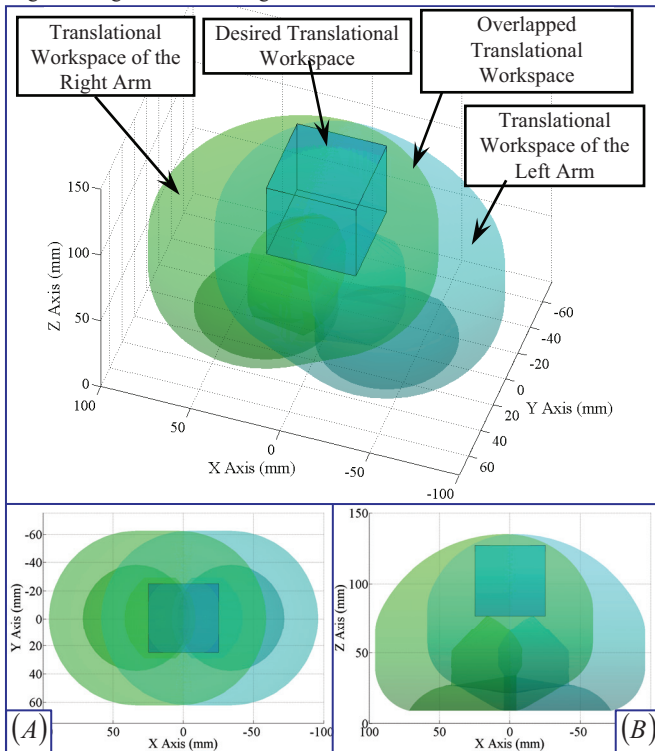 Translational
Workspace of the
Right Arm
Desired Translational
Workspace
Overlapped
Translational
Workspace
Translational
Workspace of the
Left Arm
150
100
50
0
Z Axis (mm)
100
50
0
-50
-100
X Axis (mm)
-60
-40
-20
0
20
40
60
Y Axis (mm)
-60
-40
-20
0
20
40
60
Y Axis (mm)
(A)
50
0
-50
-100
X Axis (mm)
150
100
50
0
Z Axis (mm)
50
0
-50
X Axis (mm)
(B)